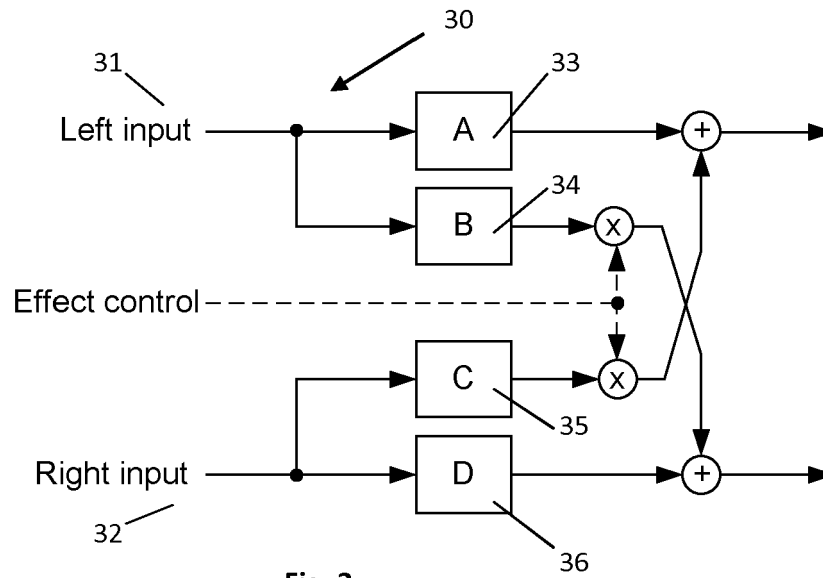 30
31
33
Left input
A
+
34
B
x
Effect control
C
x
35
Right input
D
+
32
36